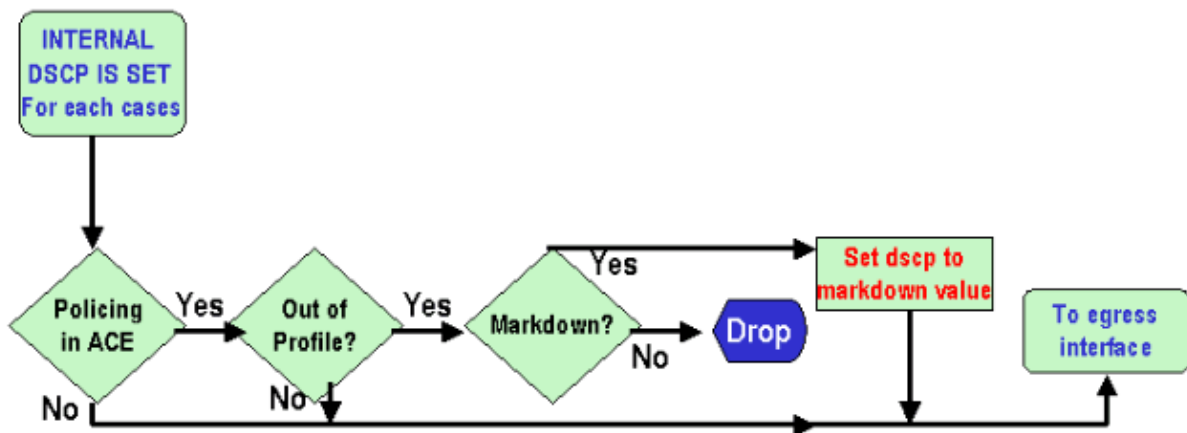 INTERNAL
DSCP IS SET
For each cases
Policing
in ACE
Yes
No
Out of
Profile?
Yes
No
Markdown?
Yes
No
Drop
Set dscp to
markdown value
To egress
interface